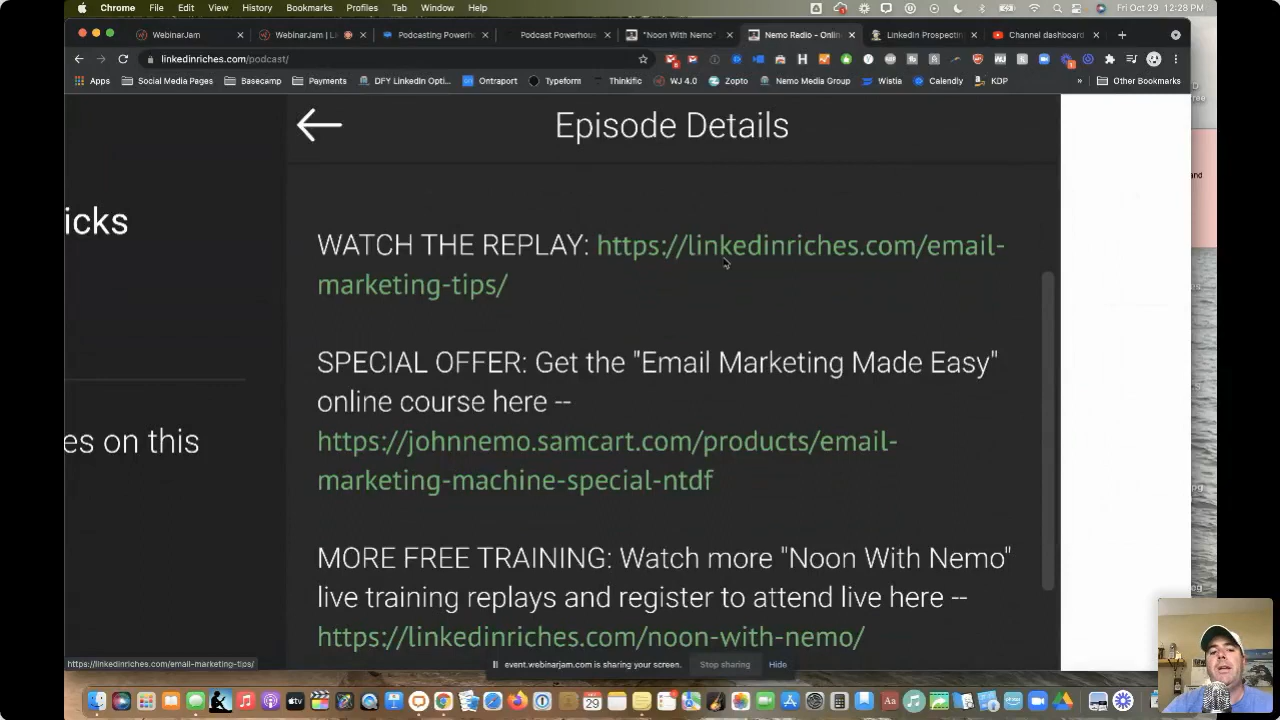 Chrome File Edit View History Bookmarks Profiles Tab Window Help Fri Oct 29 12:28 PM
WebinarJam WebinarJam | Li Podcasting Powerho Podcast Powerhous "Noon With Nemo" Nemo Radio - Onlin Linkedin Prospectin Channel dashboard
linkedinriches.com/podcast/
Apps Social Media Pages Basecamp Payments DFY LinkedIn Opti... Ontraport Typeform Thinkific WJ 4.0 Zopto Nemo Media Group Wistia Calendly KDP » Other Bookmarks
Episode Details
icks
WATCH THE REPLAY: https://linkedinriches.com/email-
marketing-tips/
SPECIAL OFFER: Get the "Email Marketing Made Easy"
online course here --
es on this
https://johnnemo.samcart.com/products/email-
marketing-machine-special-ntdf
MORE FREE TRAINING: Watch more "Noon With Nemo"
live training replays and register to attend live here --
https://linkedinriches.com/noon-with-nemo/
https://linkedinriches.com/email-marketing-tips/
event.webinarjam.com is sharing your screen. Stop sharing Hide
and
29